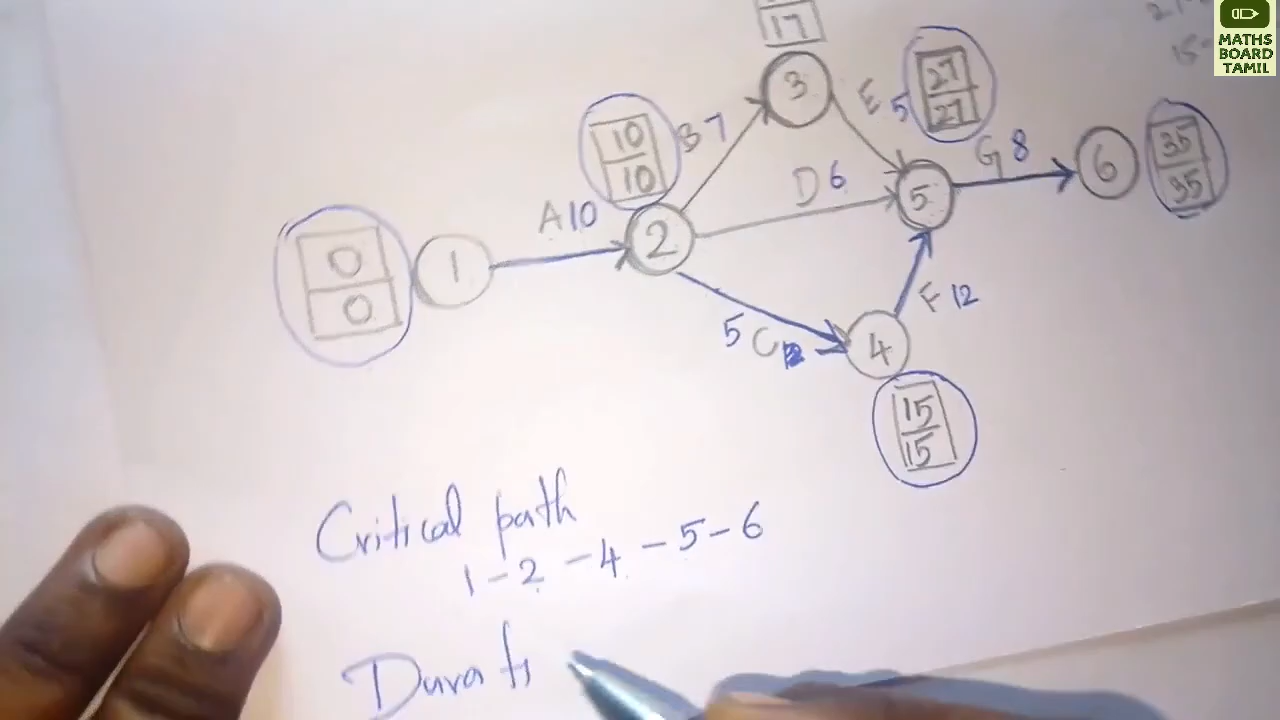 MATHS
BOARD
TAMIL
17
3
E 5
27
27
G 8
6
35
35
10
10
B 7
D 6
5
A 10
0
0
1
2
F 12
5 C
4
15
15
Critical path
1-2-4-5-6
Durati